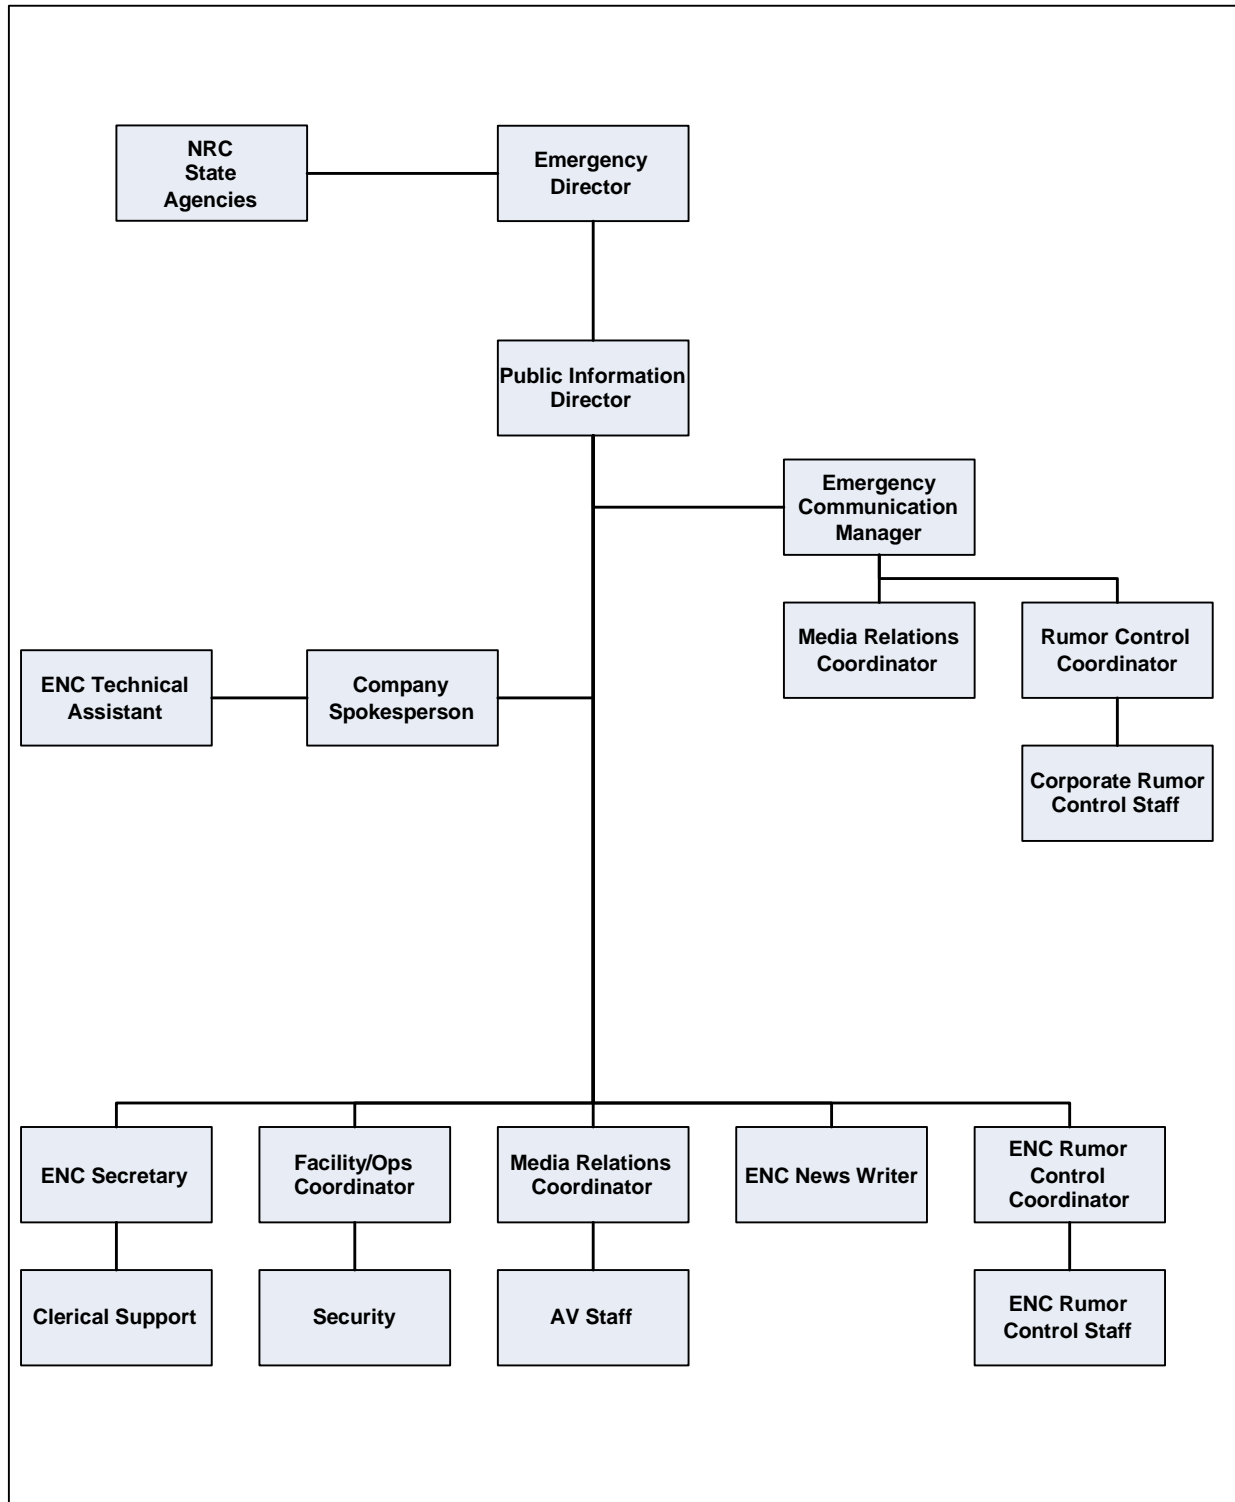 NRC
State
Agencies
Emergency
Director
Public Information
Director
Emergency
Communication
Manager
Media Relations
Coordinator
Rumor Control
Coordinator
ENC Technical
Assistant
Company
Spokesperson
Corporate Rumor
Control Staff
ENC Secretary
Facility/Ops
Coordinator
Media Relations
Coordinator
ENC News Writer
ENC Rumor
Control
Coordinator
Clerical Support
Security
AV Staff
ENC Rumor
Control Staff